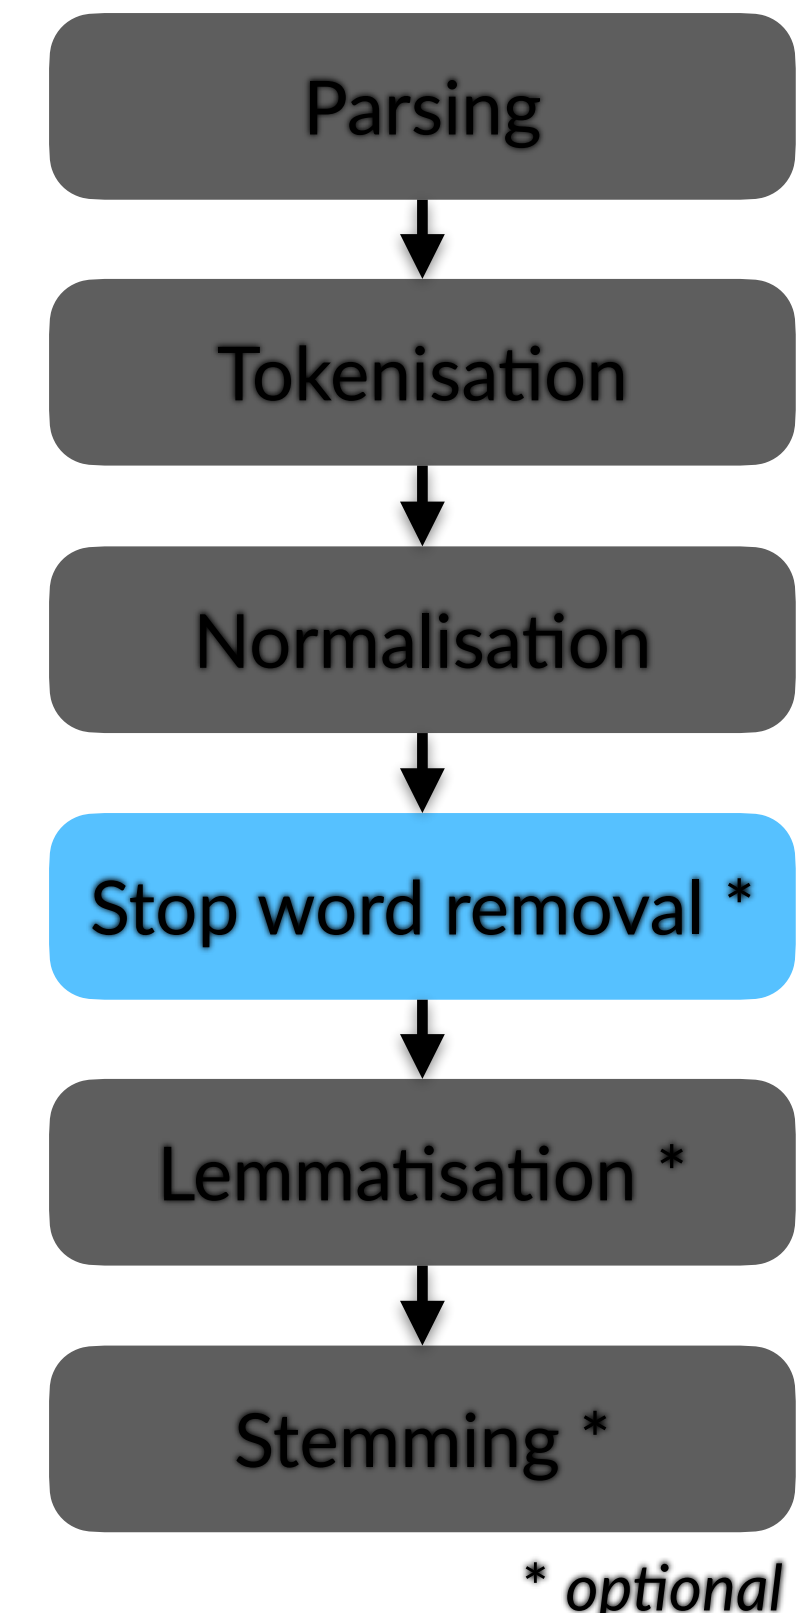 Parsing
Tokenisation
Normalisation
Stop word removal *
Lemmatisation *
Stemming *
* optional